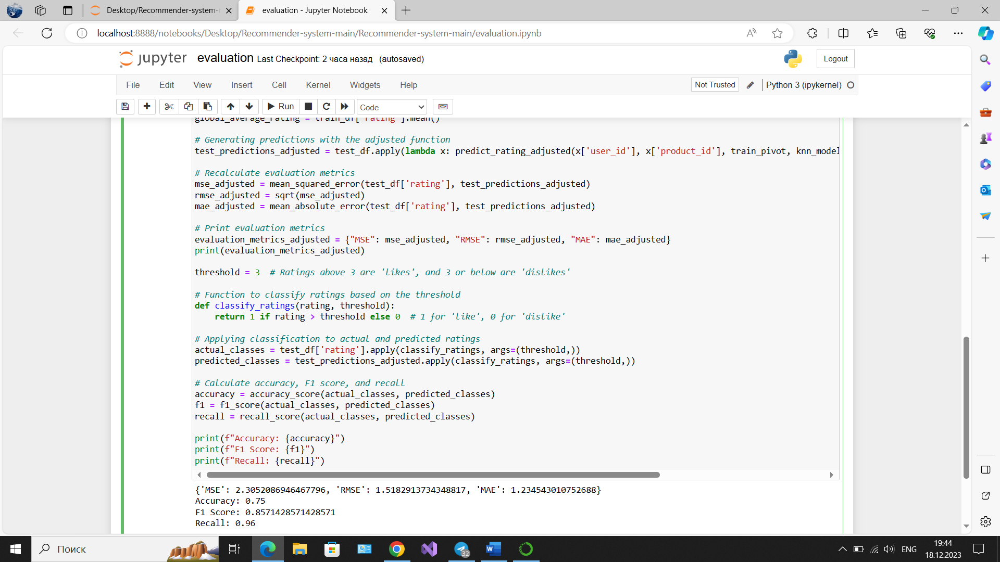 Desktop/Recommender-system-
evaluation - Jupyter Notebook
localhost:8888/notebooks/Desktop/Recommender-system-main/Recommender-system-main/evaluation.ipynb
jupyter evaluation Last Checkpoint: 2 часа назад (autosaved)
Logout
File Edit View Insert Cell Kernel Widgets Help
Not Trusted
Python 3 (ipykernel)
Run
Code
global_average_rating = train_df['rating'].mean()
# Generating predictions with the adjusted function
test_predictions_adjusted = test_df.apply(lambda x: predict_rating_adjusted(x['user_id'], x['product_id'], train_pivot, knn_model
# Recalculate evaluation metrics
mse_adjusted = mean_squared_error(test_df['rating'], test_predictions_adjusted)
rmse_adjusted = sqrt(mse_adjusted)
mae_adjusted = mean_absolute_error(test_df['rating'], test_predictions_adjusted)
# Print evaluation metrics
evaluation_metrics_adjusted = {"MSE": mse_adjusted, "RMSE": rmse_adjusted, "MAE": mae_adjusted}
print(evaluation_metrics_adjusted)
threshold = 3  # Ratings above 3 are 'likes', and 3 or below are 'dislikes'
# Function to classify ratings based on the threshold
def classify_ratings(rating, threshold):
    return 1 if rating > threshold else 0  # 1 for 'like', 0 for 'dislike'
# Applying classification to actual and predicted ratings
actual_classes = test_df['rating'].apply(classify_ratings, args=(threshold,))
predicted_classes = test_predictions_adjusted.apply(classify_ratings, args=(threshold,))
# Calculate accuracy, F1 score, and recall
accuracy = accuracy_score(actual_classes, predicted_classes)
f1 = f1_score(actual_classes, predicted_classes)
recall = recall_score(actual_classes, predicted_classes)
print(f"Accuracy: {accuracy}")
print(f"F1 Score: {f1}")
print(f"Recall: {recall}")
{'MSE': 2.3052086946467796, 'RMSE': 1.5182913734348817, 'MAE': 1.234543010752688}
Accuracy: 0.75
F1 Score: 0.8571428571428571
Recall: 0.96
Поиск
32
ENG
19:44
18.12.2023